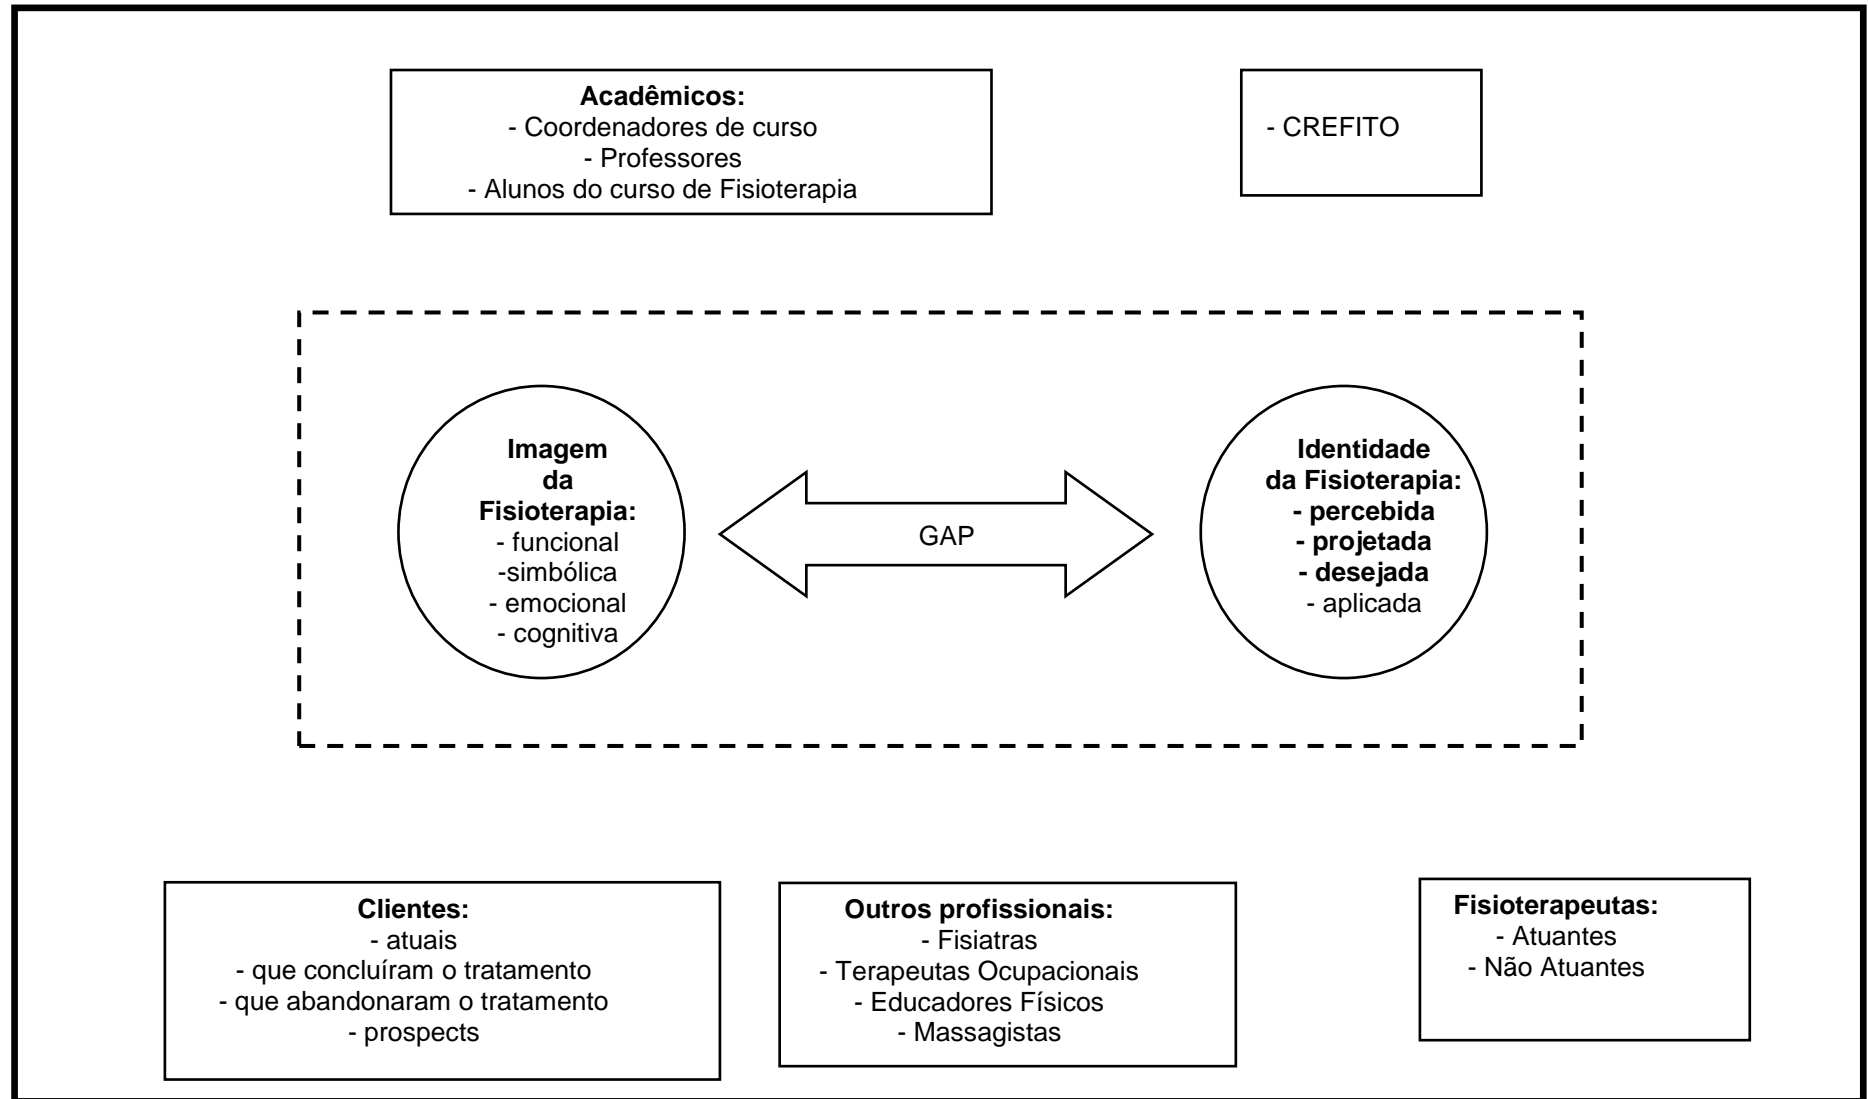 Acadêmicos:
- Coordenadores de curso
- Professores
- Alunos do curso de Fisioterapia
- CREFITO
Imagem
da
Fisioterapia:
- funcional
-simbólica
- emocional
- cognitiva
GAP
Identidade
da Fisioterapia:
- percebida
- projetada
- desejada
- aplicada
Clientes:
- atuais
- que concluíram o tratamento
- que abandonaram o tratamento
- prospects
Outros profissionais:
- Fisiatras
- Terapeutas Ocupacionais
- Educadores Físicos
- Massagistas
Fisioterapeutas:
- Atuantes
- Não Atuantes